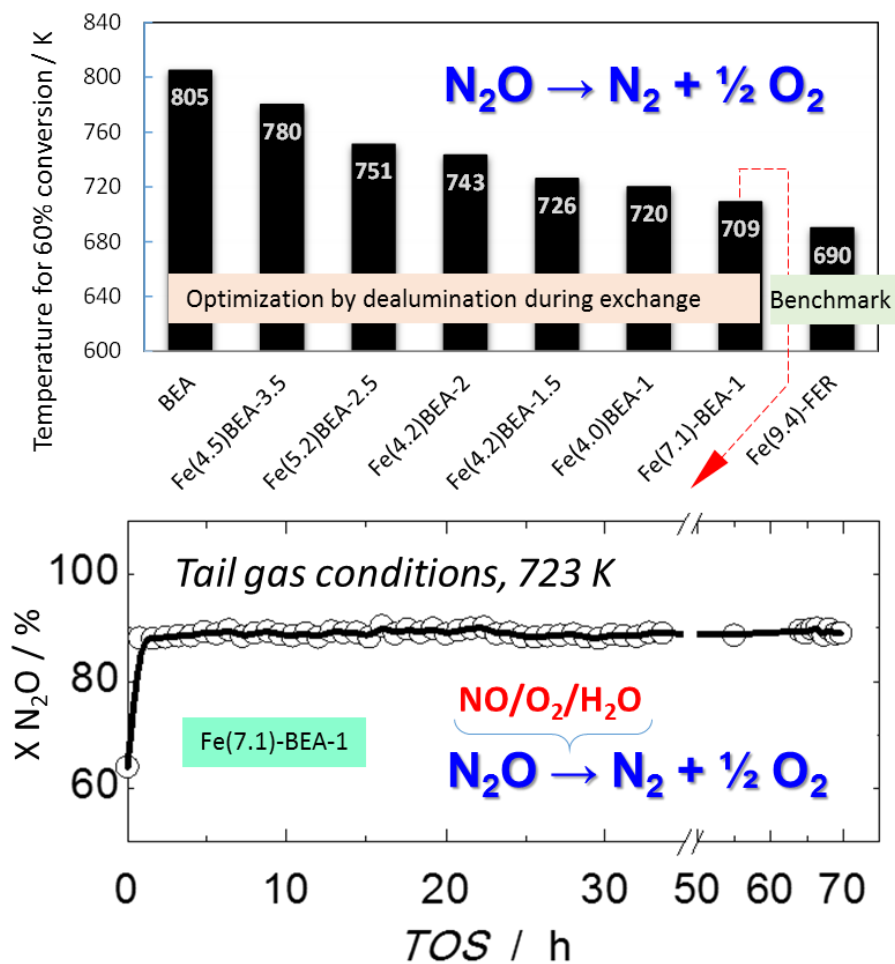 Temperature for 60% conversion / K
840
800
760
720
680
640
600
N₂O → N₂ + ½ O₂
805
780
751
743
726
720
709
690
Optimization by dealumination during exchange
Benchmark
BEA
Fe(4.5)BEA-3.5
Fe(5.2)BEA-2.5
Fe(4.2)BEA-2
Fe(4.2)BEA-1.5
Fe(4.0)BEA-1
Fe(7.1)-BEA-1
Fe(9.4)-FER
X N₂O / %
100
80
60
Tail gas conditions, 723 K
NO/O₂/H₂O
Fe(7.1)-BEA-1
N₂O → N₂ + ½ O₂
0 10 20 30 50 60 70
TOS / h